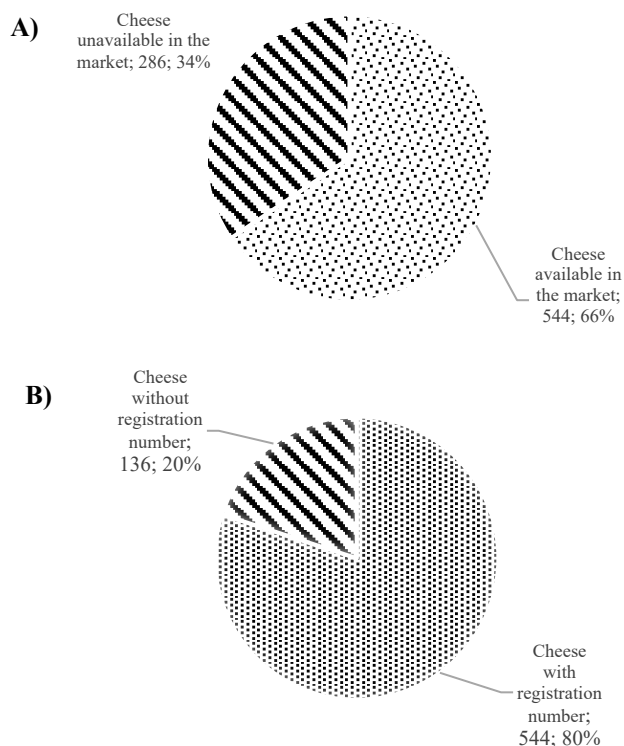 A)
Cheese
unavailable in the
market; 286; 34%
Cheese
available in
the market;
544; 66%
B)
Cheese
without
registration
number;
136; 20%
Cheese
with
registration
number;
544; 80%